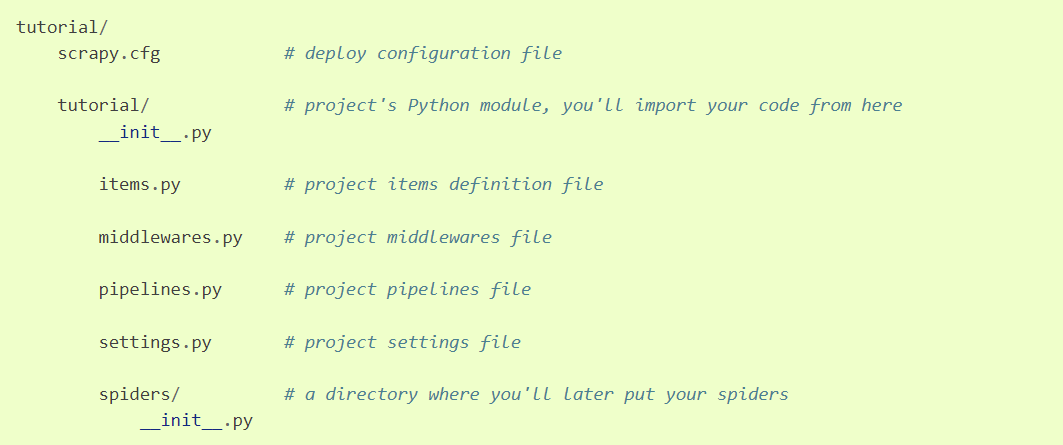 tutorial/
    scrapy.cfg            # deploy configuration file
    tutorial/             # project's Python module, you'll import your code from here
        __init__.py
        items.py          # project items definition file
        middlewares.py    # project middlewares file
        pipelines.py      # project pipelines file
        settings.py       # project settings file
        spiders/          # a directory where you'll later put your spiders
            __init__.py